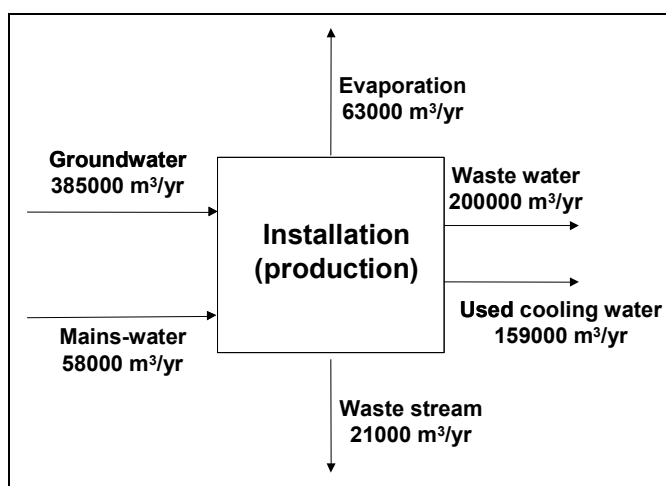 Evaporation
63000 m³/yr
Groundwater
385000 m³/yr
Waste water
200000 m³/yr
Installation
(production)
Used cooling water
159000 m³/yr
Mains-water
58000 m³/yr
Waste stream
21000 m³/yr